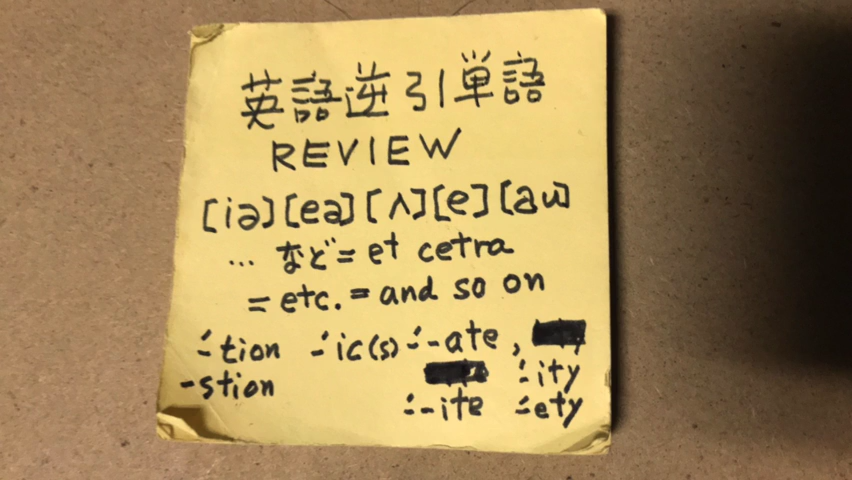 英語逆引単語
REVIEW
[iə][eə][ʌ][e][au]
... など=et cetra
=etc.=and so on
-́tion -́ic(s) -́-ate,
-stion -́ity
-́-ite -́ety